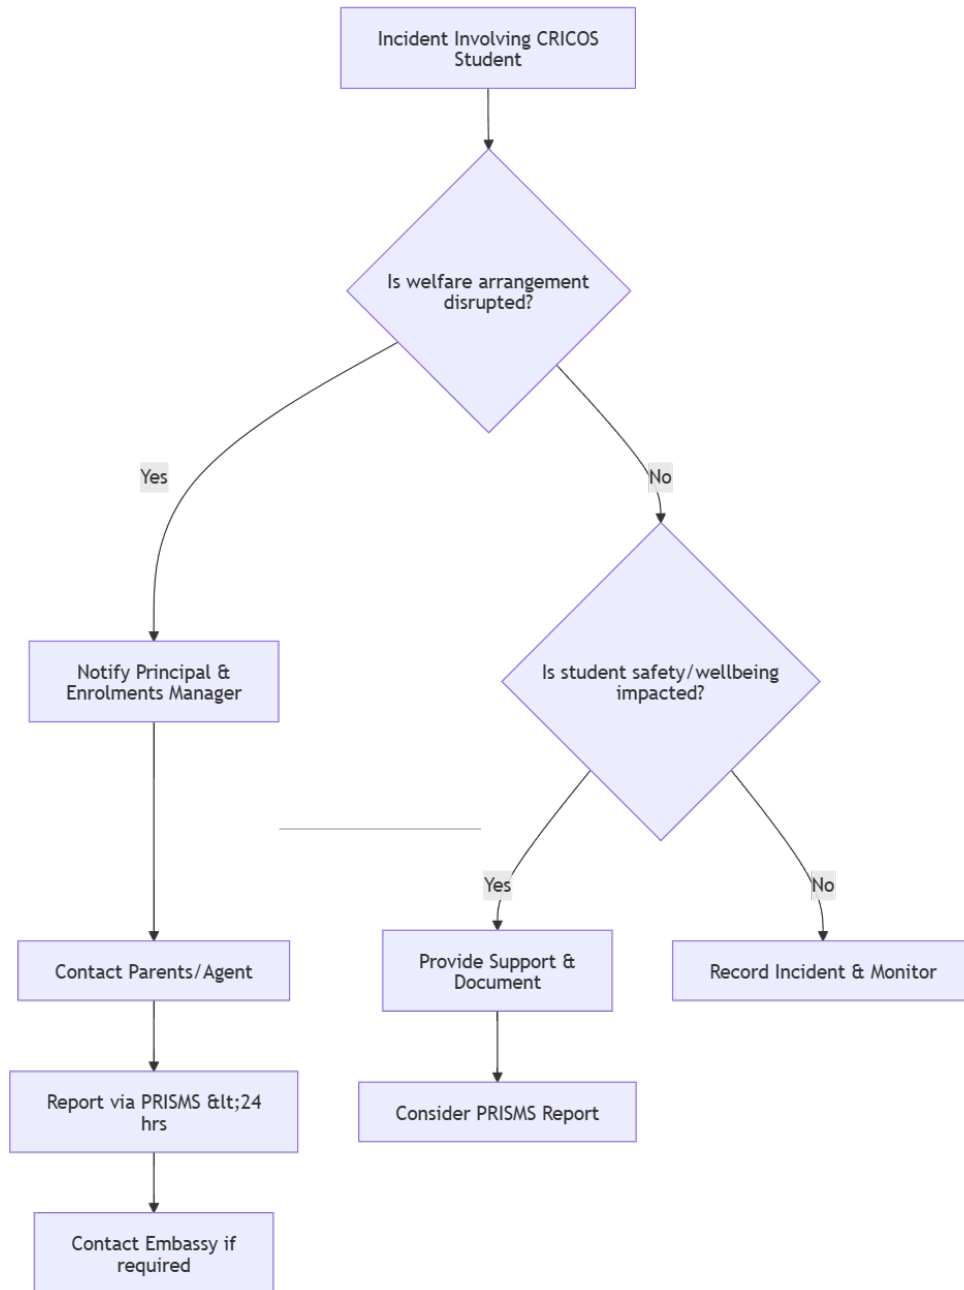 Incident Involving CRICOS
Student
Is welfare arrangement
disrupted?
Yes
No
Notify Principal &
Enrolments Manager
Is student safety/wellbeing
impacted?
Yes
No
Contact Parents/Agent
Provide Support &
Document
Record Incident & Monitor
Report via PRISMS &lt;24
hrs
Consider PRISMS Report
Contact Embassy if
required